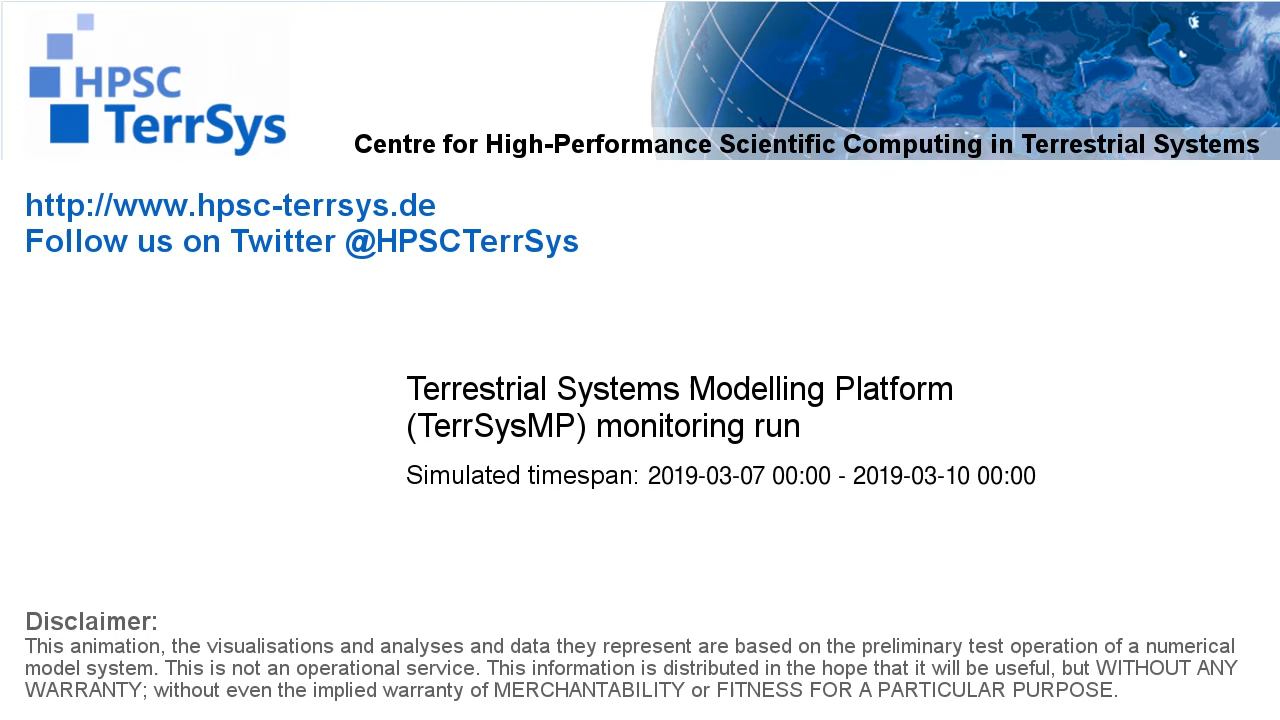 HPSC
TerrSys
Centre for High-Performance Scientific Computing in Terrestrial Systems
http://www.hpsc-terrsys.de
Follow us on Twitter @HPSCTerrSys
Terrestrial Systems Modelling Platform
(TerrSysMP) monitoring run
Simulated timespan: 2019-03-07 00:00 - 2019-03-10 00:00
Disclaimer:
This animation, the visualisations and analyses and data they represent are based on the preliminary test operation of a numerical
model system. This is not an operational service. This information is distributed in the hope that it will be useful, but WITHOUT ANY
WARRANTY; without even the implied warranty of MERCHANTABILITY or FITNESS FOR A PARTICULAR PURPOSE.